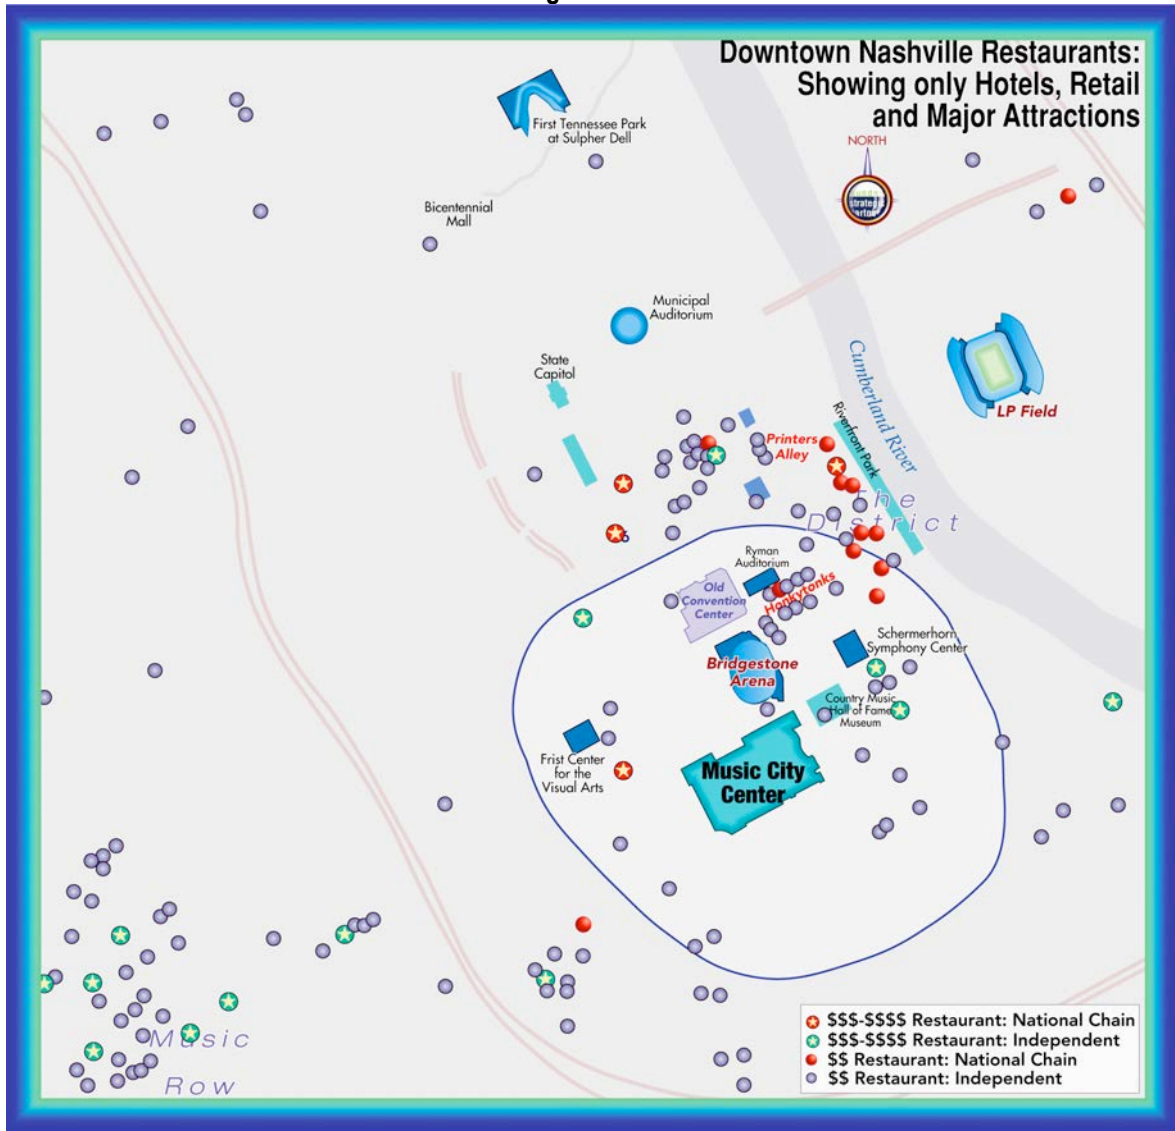 Downtown Nashville Restaurants:
Showing only Hotels, Retail
and Major Attractions
NORTH
First Tennessee Park
at Sulpher Dell
Bicentennial
Mall
Municipal
Auditorium
State
Capitol
Cumberland River
LP Field
Riverfront Park
Printers
Alley
The
District
6
Ryman
Auditorium
Old
Convention
Center
Honkytonks
Schermerhorn
Symphony Center
Bridgestone
Arena
Country Music
Hall of Fame
Museum
Frist Center
for the
Visual Arts
Music City
Center
Music
Row
$$$-$$$$ Restaurant: National Chain
$$$-$$$$ Restaurant: Independent
$$ Restaurant: National Chain
$$ Restaurant: Independent